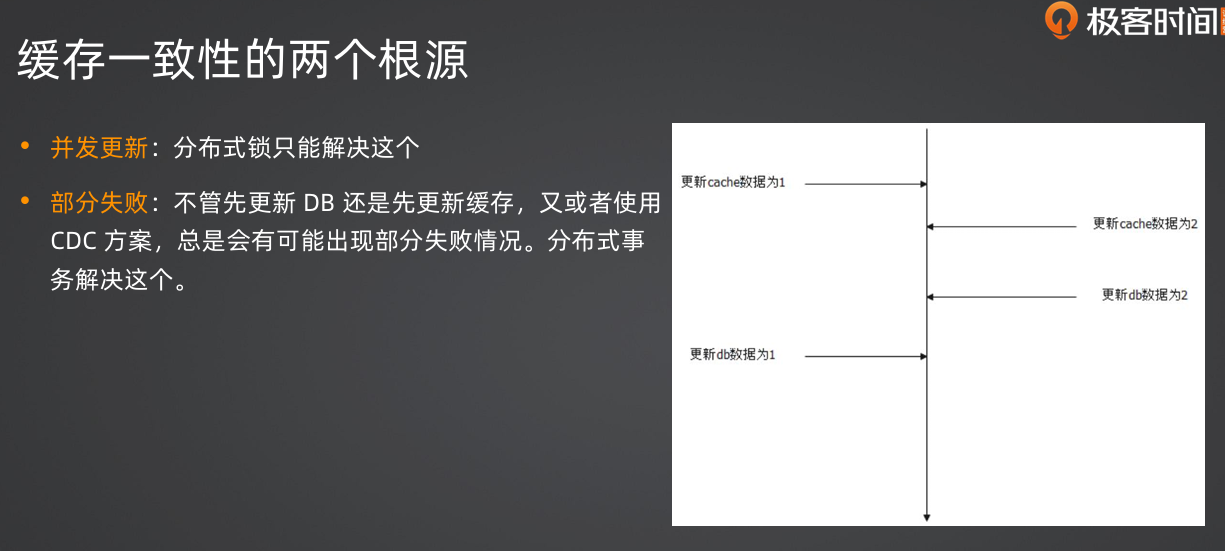 极客时间
缓存一致性的两个根源
• 并发更新：分布式锁只能解决这个
• 部分失败：不管先更新 DB 还是先更新缓存，又或者使用
CDC 方案，总是会有可能出现部分失败情况。分布式事
务解决这个。
更新cache数据为1
更新cache数据为2
更新db数据为2
更新db数据为1